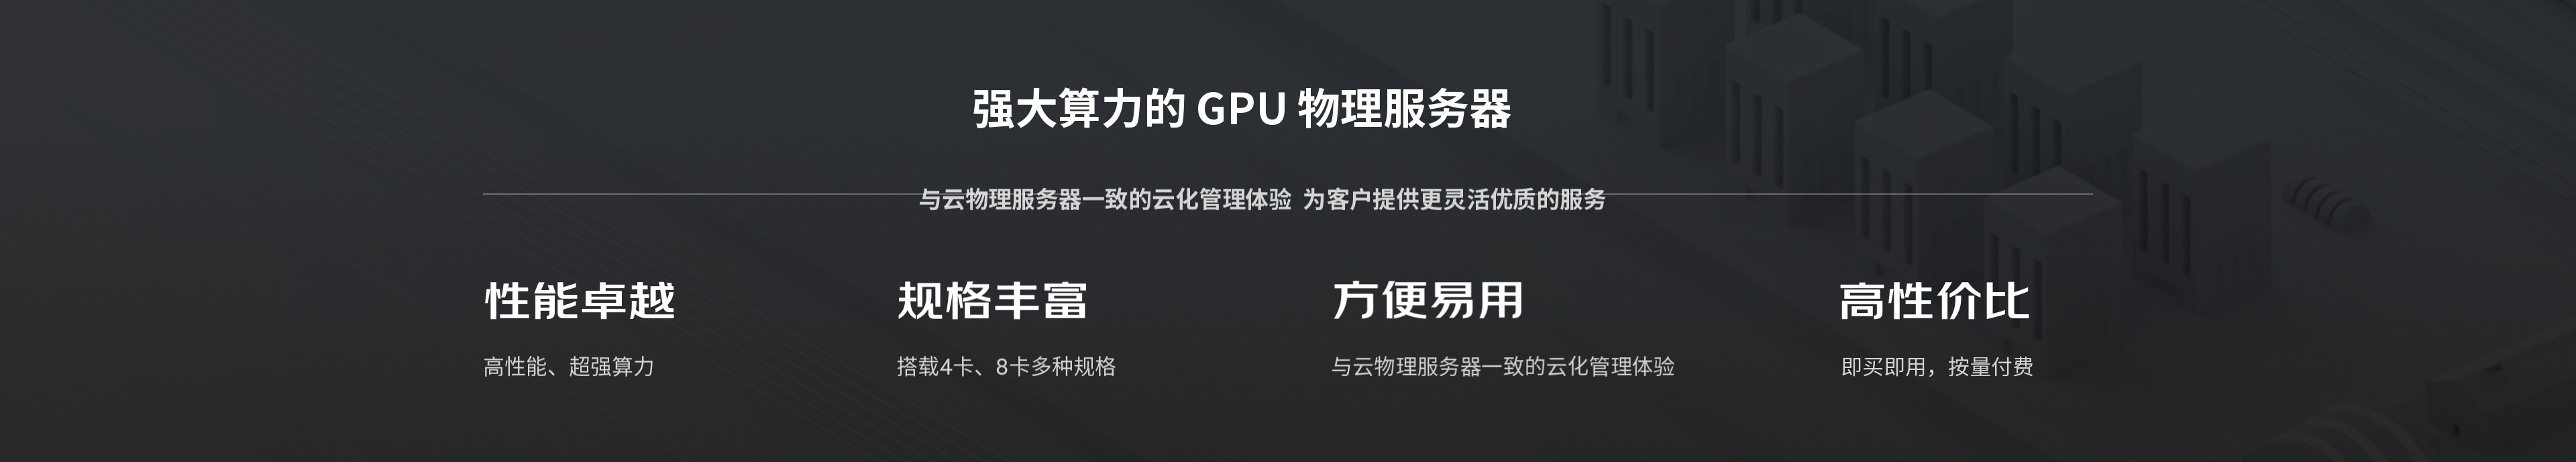 强大算力的 GPU 物理服务器
与云物理服务器一致的云化管理体验 为客户提供更灵活优质的服务
性能卓越
高性能、超强算力
规格丰富
搭载4卡、8卡多种规格
方便易用
与云物理服务器一致的云化管理体验
高性价比
即买即用，按量付费